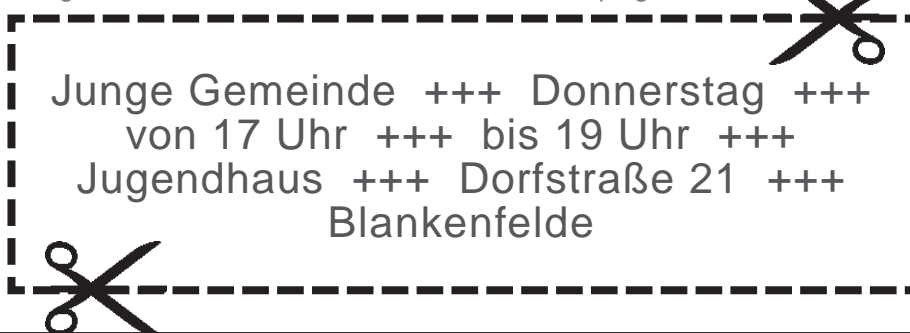 Junge Gemeinde +++ Donnerstag +++
von 17 Uhr +++ bis 19 Uhr +++
Jugendhaus +++ Dorfstraße 21 +++
Blankenfelde